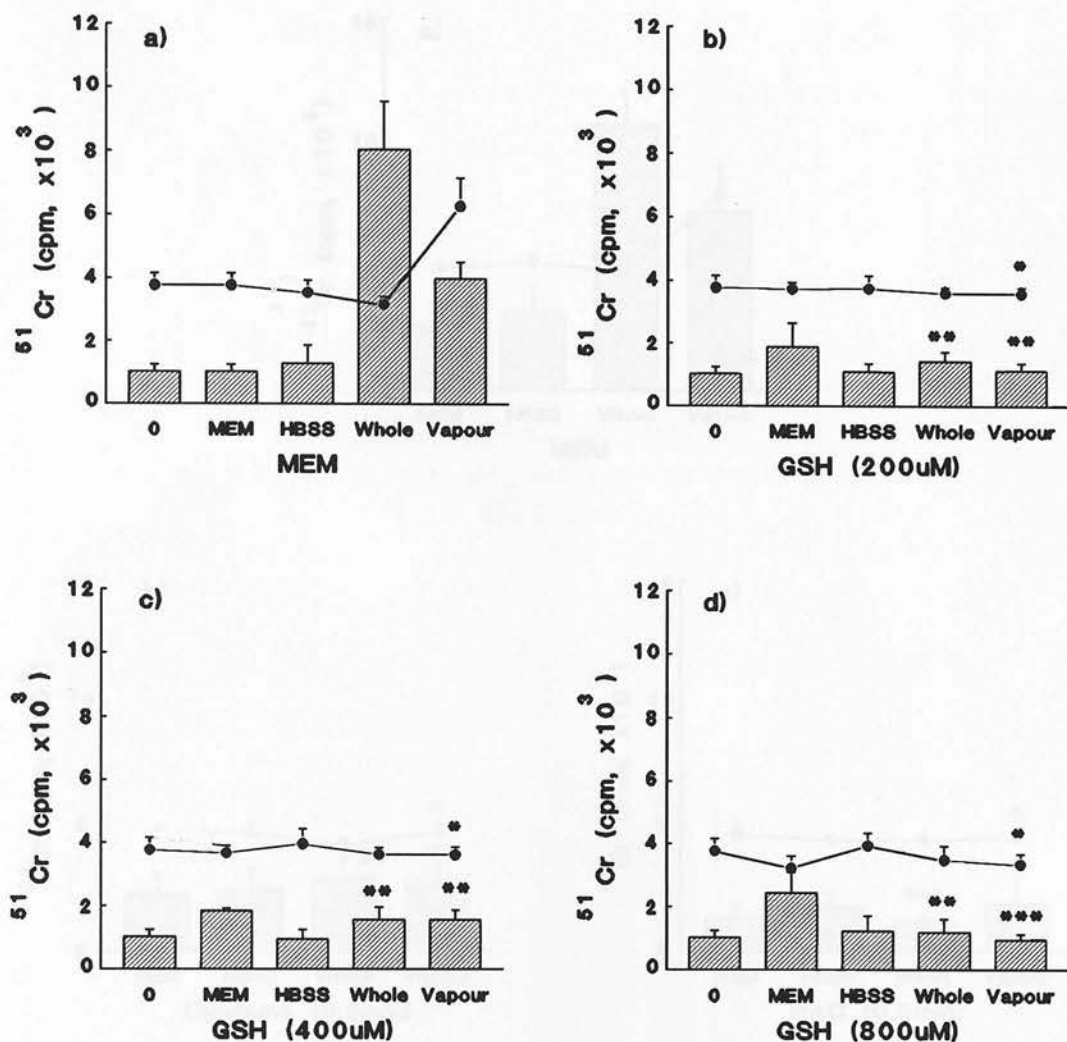 a)
⁵¹Cr (cpm, x10³)
12
10
8
6
4
2
0
0 MEM HBSS Whole Vapour
MEM
b)
⁵¹Cr (cpm, x10³)
12
10
8
6
4
2
0
*
** **
0 MEM HBSS Whole Vapour
GSH (200uM)
c)
⁵¹Cr (cpm, x10³)
12
10
8
6
4
2
0
*
** **
0 MEM HBSS Whole Vapour
GSH (400uM)
d)
⁵¹Cr (cpm, x10³)
12
10
8
6
4
2
0
*
** ***
0 MEM HBSS Whole Vapour
GSH (800uM)